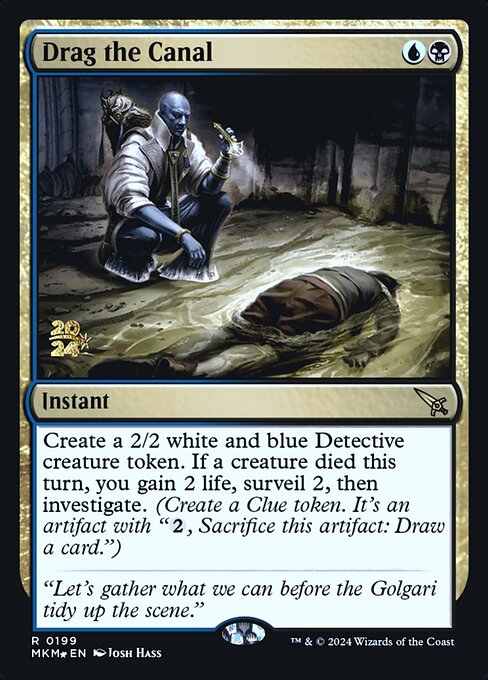 Drag the Canal
2024
Instant
Create a 2/2 white and blue Detective
creature token. If a creature died this
turn, you gain 2 life, surveil 2, then
investigate. (Create a Clue token. It's an
artifact with “2, Sacrifice this artifact: Draw
a card.”)
“Let's gather what we can before the Golgari
tidy up the scene.”
R 0199
MKM★EN Josh Hass
™ & © 2024 Wizards of the Coast